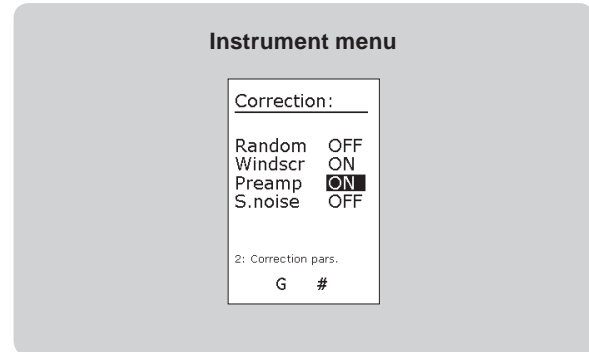 Instrument menu
Correction:
Random OFF
Windscr ON
Preamp ON
S.noise OFF
2: Correction pars.
G #